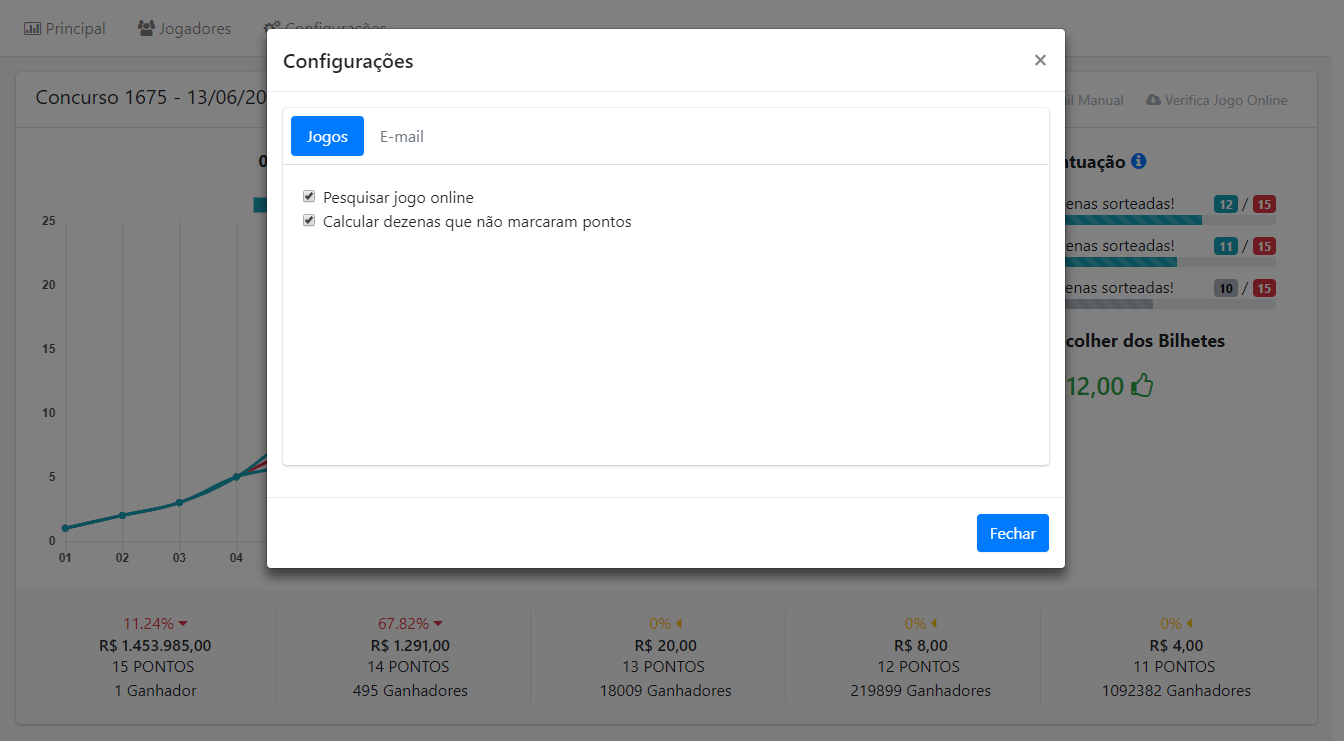 Principal
Jogadores
Configurações
Configurações
×
Concurso 1675 - 13/06/20
il Manual
Verifica Jogo Online
Jogos
E-mail
Pesquisar jogo online
Calcular dezenas que não marcaram pontos
Fechar
0
25
20
15
10
5
0
01 02 03 04
ntuação
enas sorteadas! 12 / 15
enas sorteadas! 11 / 15
enas sorteadas! 10 / 15
colher dos Bilhetes
12,00
11.24%
R$ 1.453.985,00
15 PONTOS
1 Ganhador
67.82%
R$ 1.291,00
14 PONTOS
495 Ganhadores
0%
R$ 20,00
13 PONTOS
18009 Ganhadores
0%
R$ 8,00
12 PONTOS
219899 Ganhadores
0%
R$ 4,00
11 PONTOS
1092382 Ganhadores